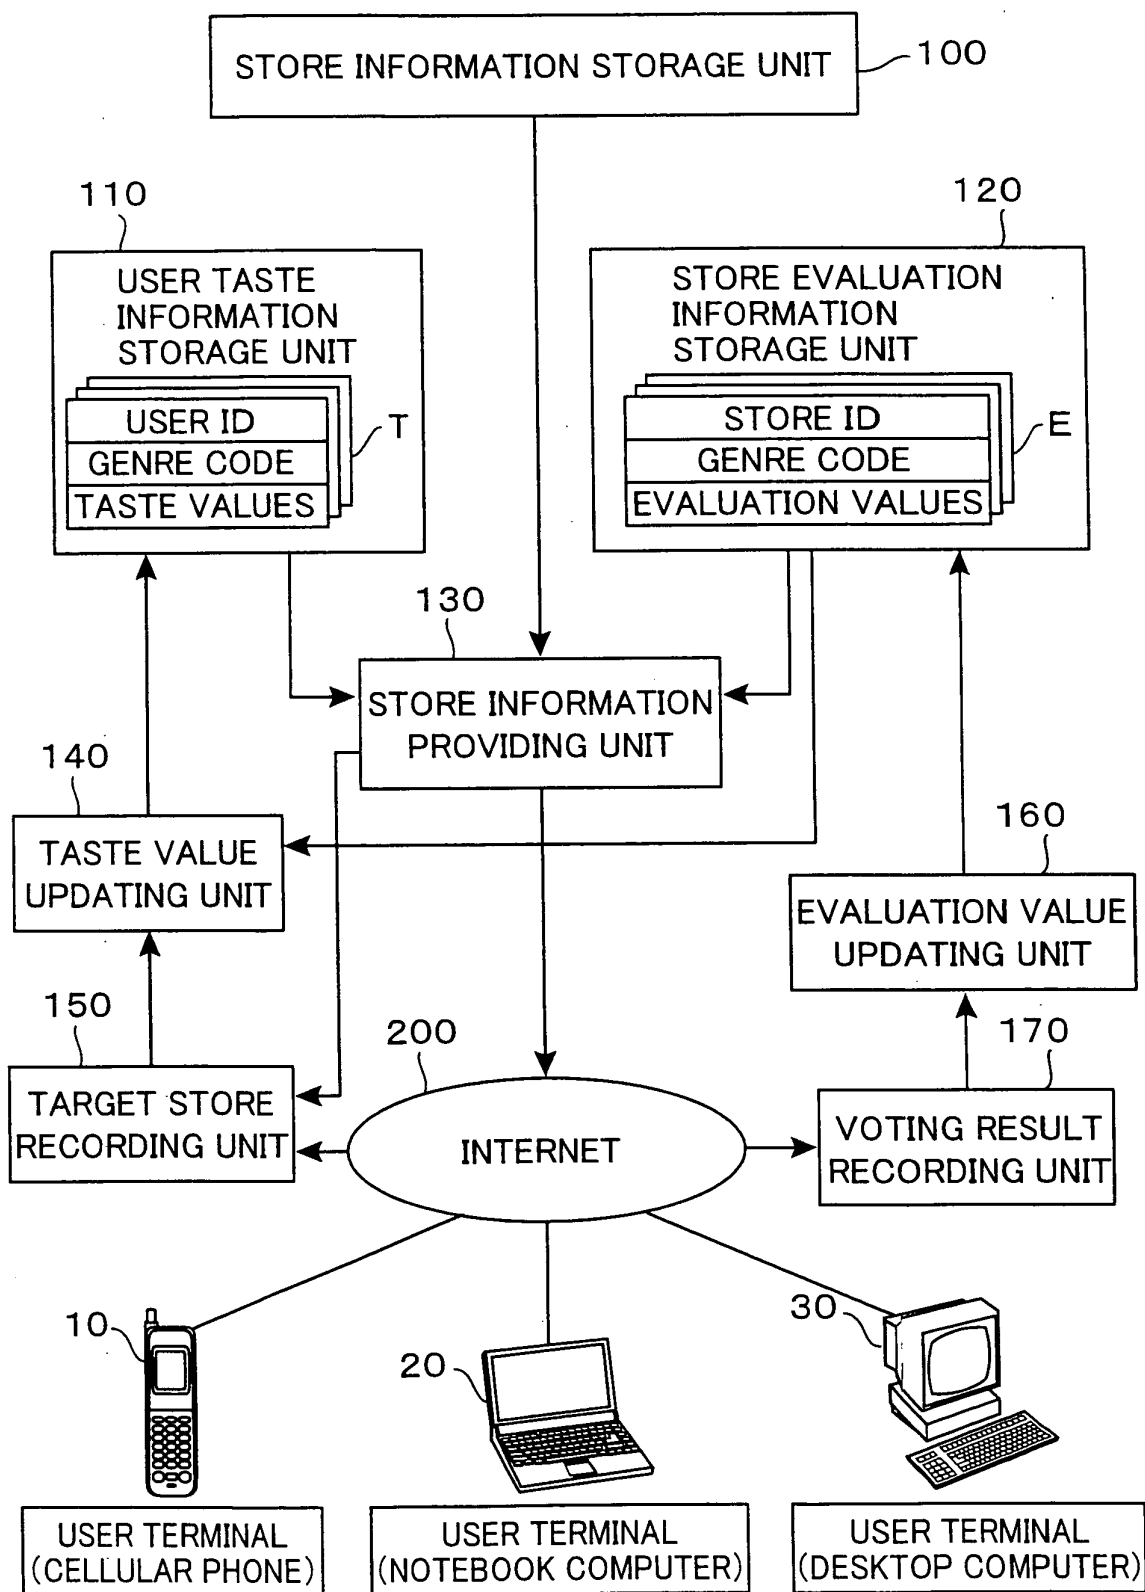 STORE INFORMATION STORAGE UNIT
100
110
120
USER TASTE
INFORMATION
STORAGE UNIT
USER ID
GENRE CODE
TASTE VALUES
T
STORE EVALUATION
INFORMATION
STORAGE UNIT
STORE ID
GENRE CODE
EVALUATION VALUES
E
130
STORE INFORMATION
PROVIDING UNIT
140
TASTE VALUE
UPDATING UNIT
160
EVALUATION VALUE
UPDATING UNIT
150
TARGET STORE
RECORDING UNIT
200
INTERNET
170
VOTING RESULT
RECORDING UNIT
10
20
30
USER TERMINAL
(CELLULAR PHONE)
USER TERMINAL
(NOTEBOOK COMPUTER)
USER TERMINAL
(DESKTOP COMPUTER)